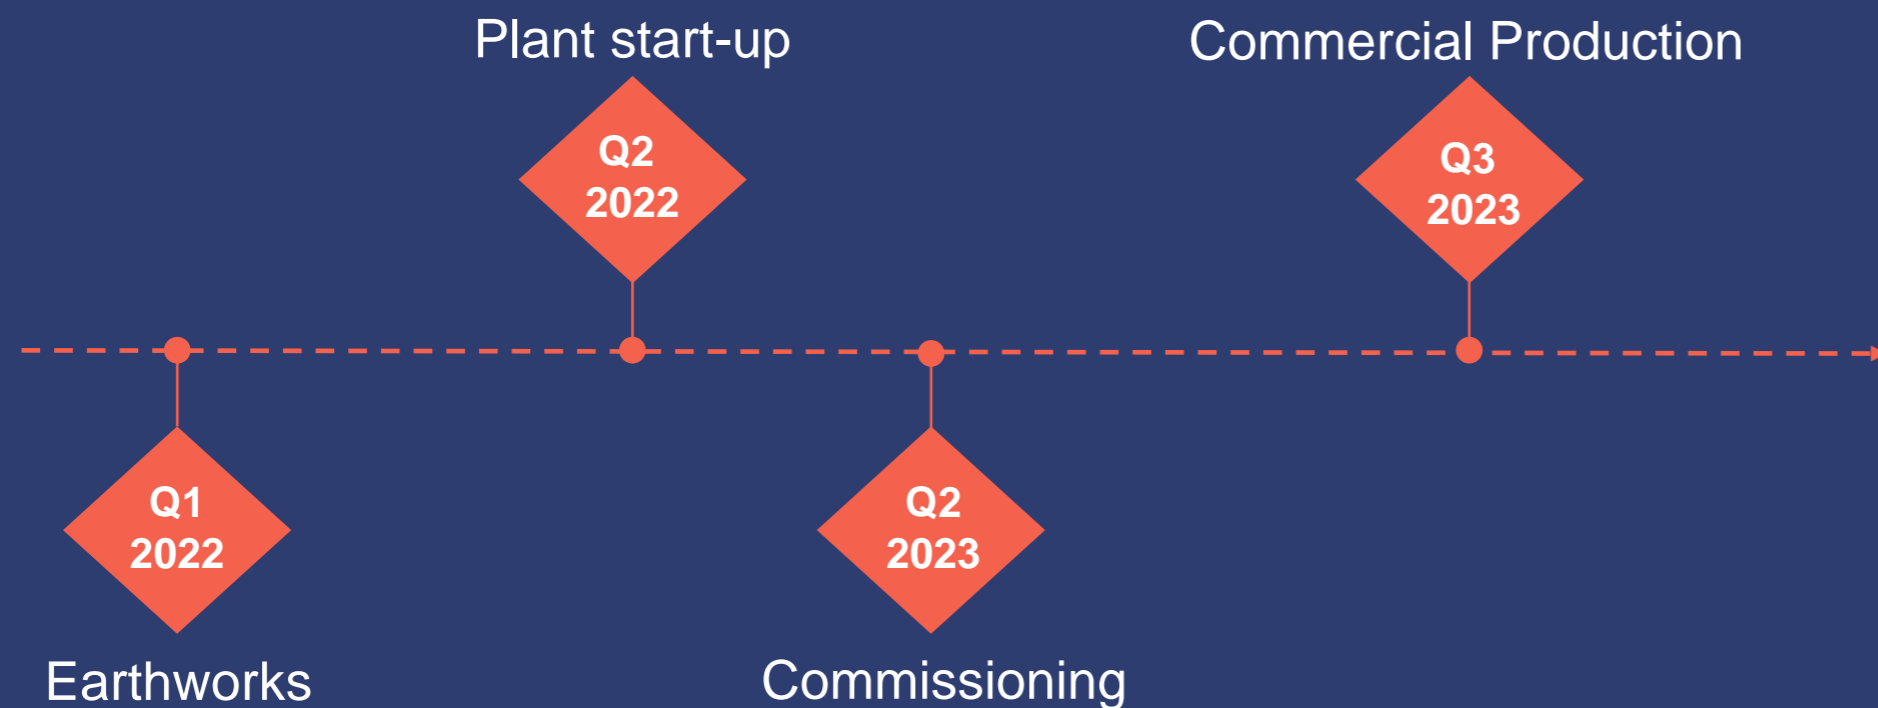 Plant start-up
Commercial Production
Q2
2022
Q3
2023
Q1
2022
Q2
2023
Earthworks
Commissioning